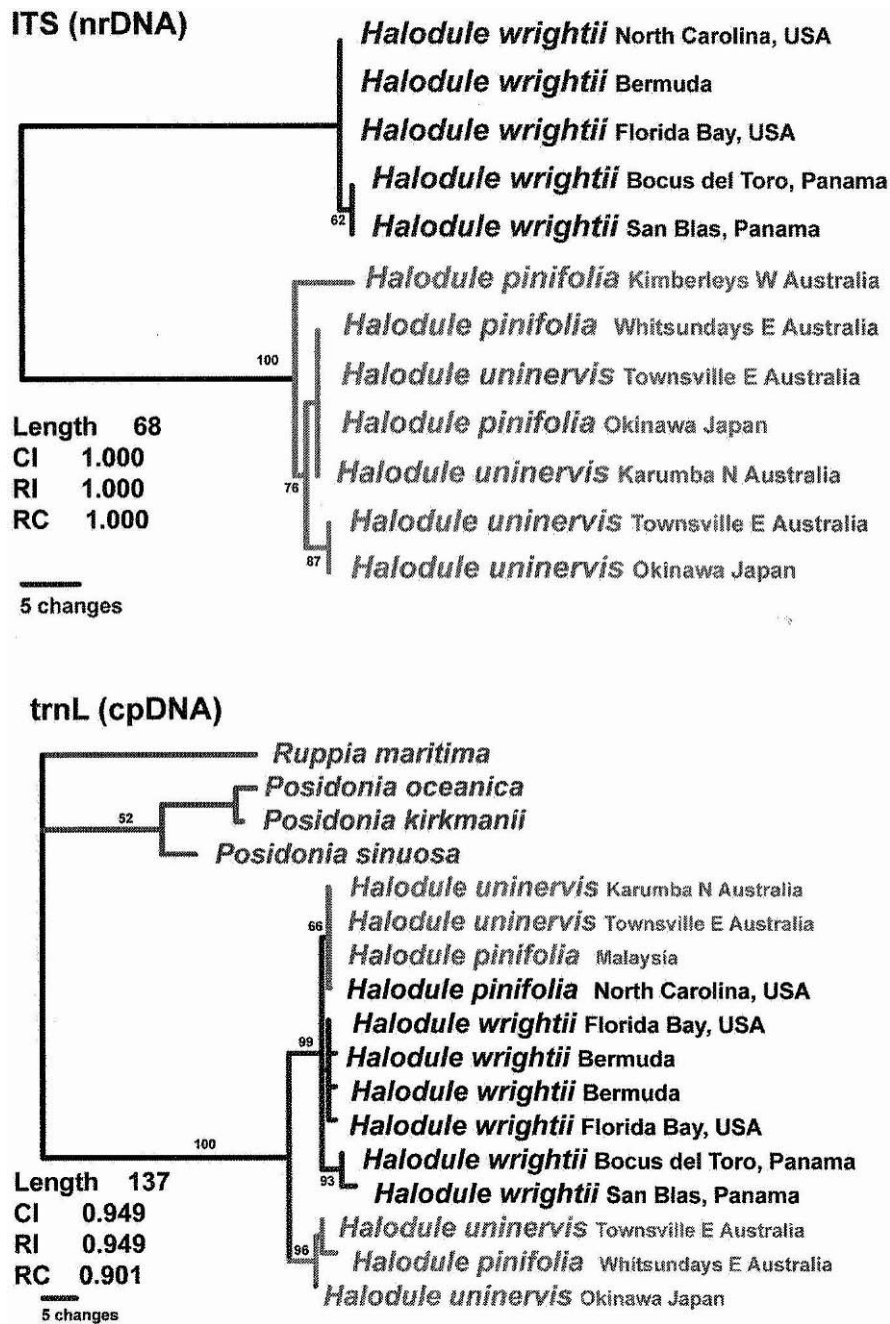 ITS (nrDNA)
Halodule wrightii North Carolina, USA
Halodule wrightii Bermuda
Halodule wrightii Florida Bay, USA
Halodule wrightii Bocus del Toro, Panama
62
Halodule wrightii San Blas, Panama
Halodule pinifolia Kimberleys W Australia
Halodule pinifolia Whitsundays E Australia
100
Halodule uninervis Townsville E Australia
Length 68
Halodule pinifolia Okinawa Japan
CI 1.000
RI 1.000
76
Halodule uninervis Karumba N Australia
RC 1.000
Halodule uninervis Townsville E Australia
87
Halodule uninervis Okinawa Japan
5 changes
trnL (cpDNA)
Ruppia maritima
Posidonia oceanica
52
Posidonia kirkmanii
Posidonia sinuosa
Halodule uninervis Karumba N Australia
66
Halodule uninervis Townsville E Australia
Halodule pinifolia Malaysia
Halodule pinifolia North Carolina, USA
Halodule wrightii Florida Bay, USA
99
Halodule wrightii Bermuda
Halodule wrightii Bermuda
Halodule wrightii Florida Bay, USA
100
Halodule wrightii Bocus del Toro, Panama
93
Length 137
Halodule wrightii San Blas, Panama
CI 0.949
RI 0.949
Halodule uninervis Townsville E Australia
96
RC 0.901
Halodule pinifolia Whitsundays E Australia
Halodule uninervis Okinawa Japan
5 changes